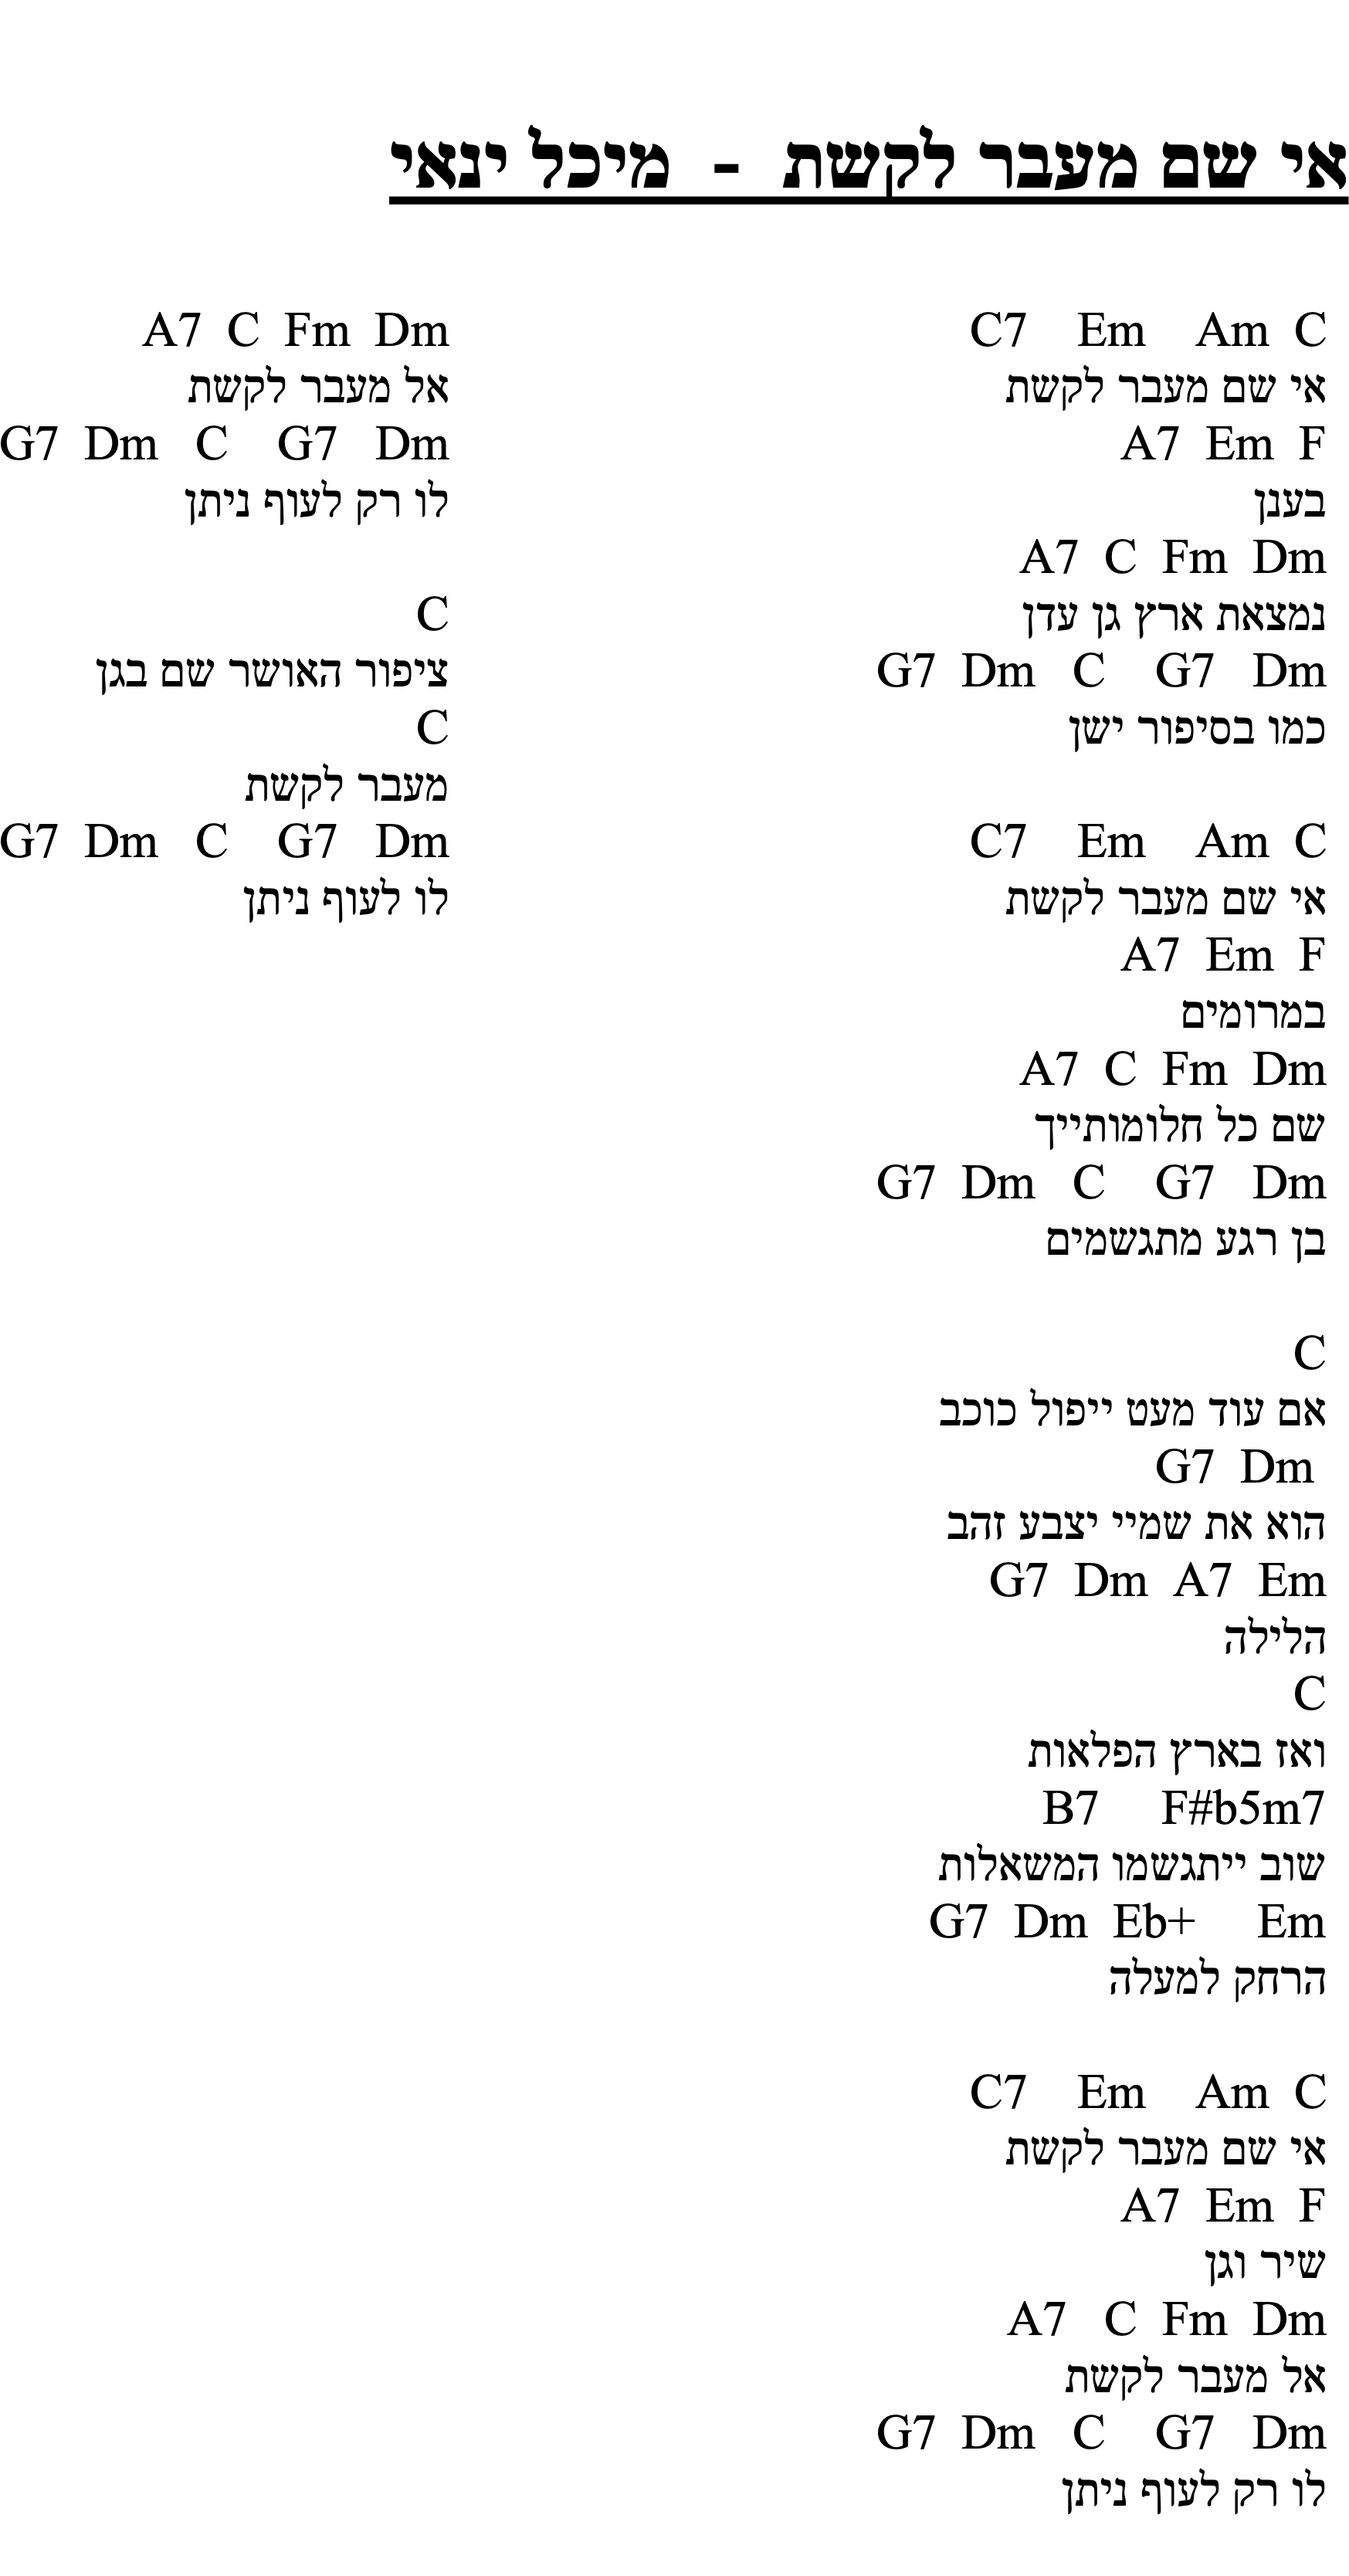 אי שם מעבר לקשת - מיכל ינאי
C7 Em Am C
אי שם מעבר לקשת
A7 Em F
בענן
A7 C Fm Dm
נמצאת ארץ גן עדן
G7 Dm C G7 Dm
כמו בסיפור ישן
C7 Em Am C
אי שם מעבר לקשת
A7 Em F
במרומים
A7 C Fm Dm
שם כל חלומותייך
G7 Dm C G7 Dm
בן רגע מתגשמים
C
אם עוד מעט ייפול כוכב
G7 Dm
הוא את שמיי יצבע זהב
G7 Dm A7 Em
הלילה
C
ואז בארץ הפלאות
B7 F#b5m7
שוב ייתגשמו המשאלות
G7 Dm Eb+ Em
הרחק למעלה
C7 Em Am C
אי שם מעבר לקשת
A7 Em F
שיר וגן
A7 C Fm Dm
אל מעבר לקשת
G7 Dm C G7 Dm
לו רק לעוף ניתן
A7 C Fm Dm
אל מעבר לקשת
G7 Dm C G7 Dm
לו רק לעוף ניתן
C
ציפור האושר שם בגן
C
מעבר לקשת
G7 Dm C G7 Dm
לו לעוף ניתן